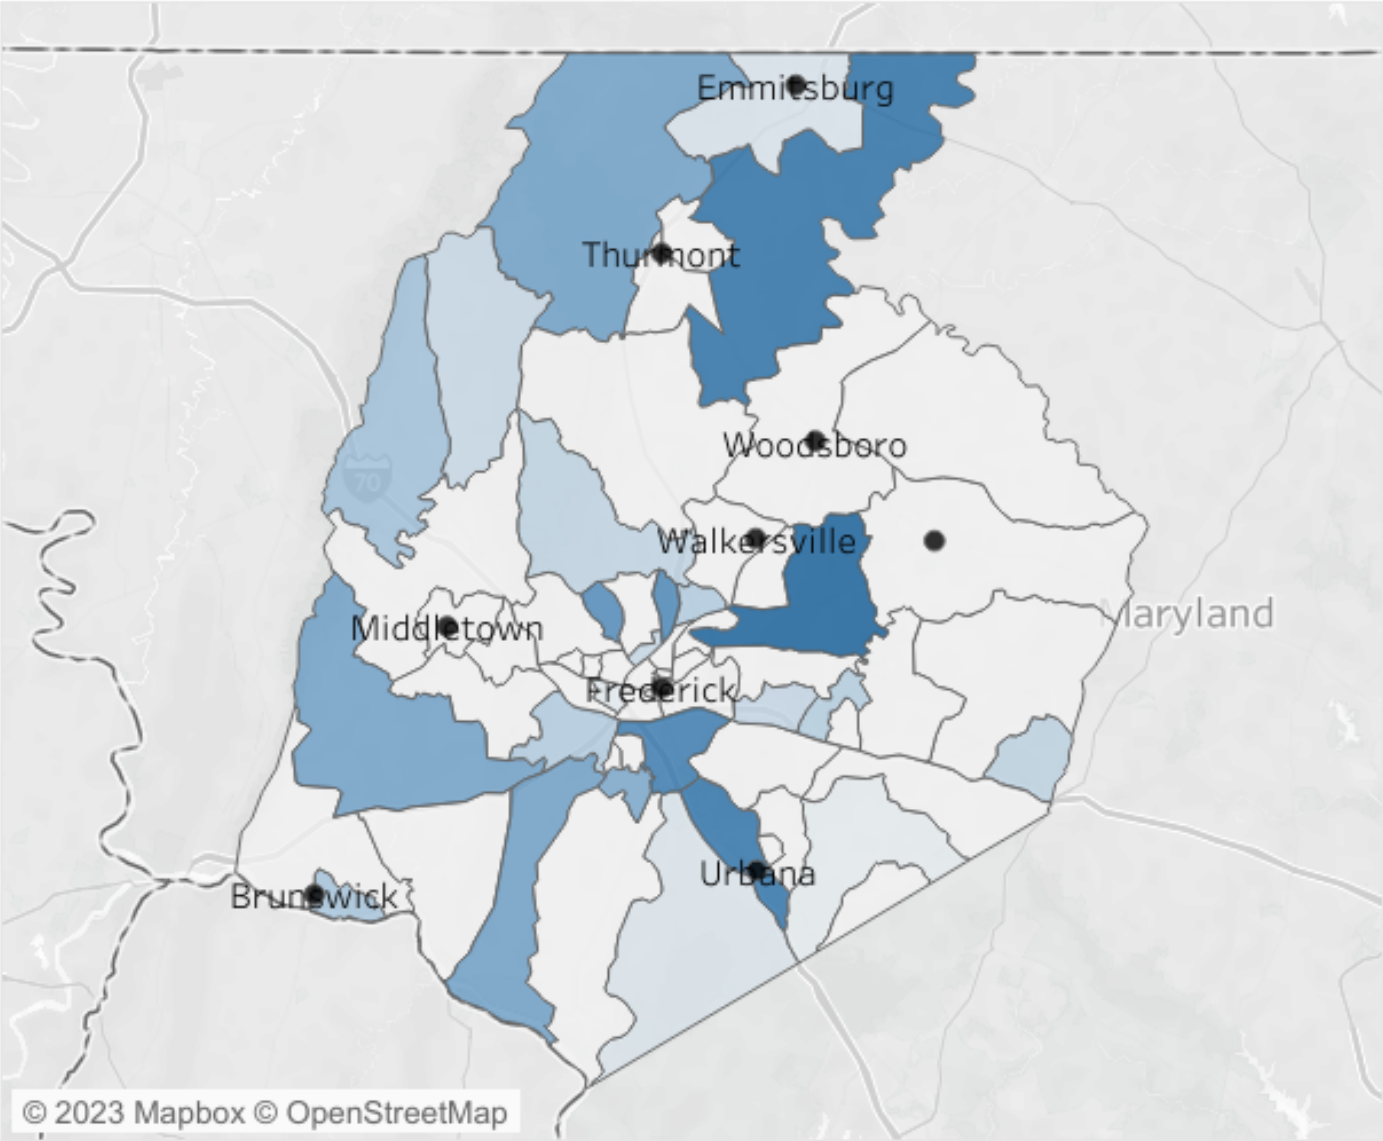 Emmitsburg
Thurmont
Woodsboro
70
Walkersville
Maryland
Middletown
Frederick
Urbana
Brunswick
© 2023 Mapbox © OpenStreetMap